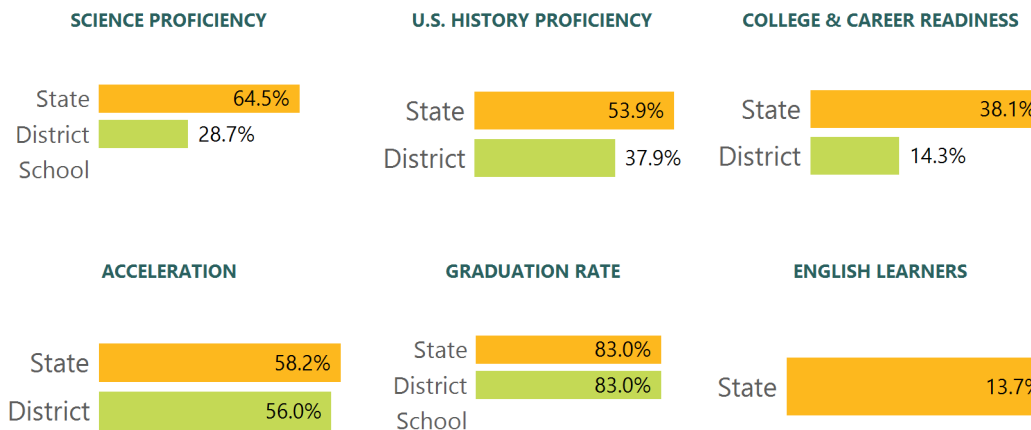 SCIENCE PROFICIENCY
State 64.5%
District 28.7%
School
U.S. HISTORY PROFICIENCY
State 53.9%
District 37.9%
COLLEGE & CAREER READINESS
State 38.1%
District 14.3%
ACCELERATION
State 58.2%
District 56.0%
GRADUATION RATE
State 83.0%
District 83.0%
School
ENGLISH LEARNERS
State 13.7%